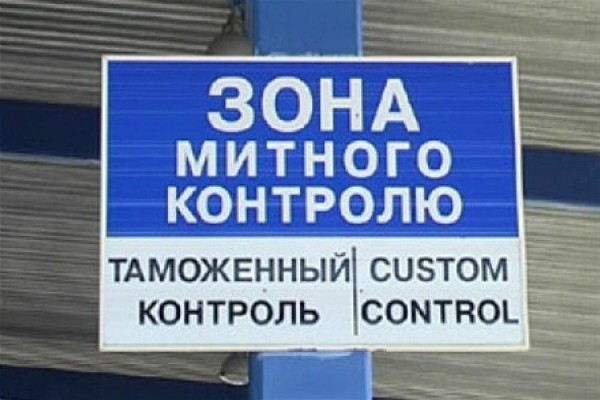 ЗОНА
МИТНОГО
КОНТРОЛЮ
ТАМОЖЕННЫЙ
КОНТРОЛЬ
CUSTOM
CONTROL